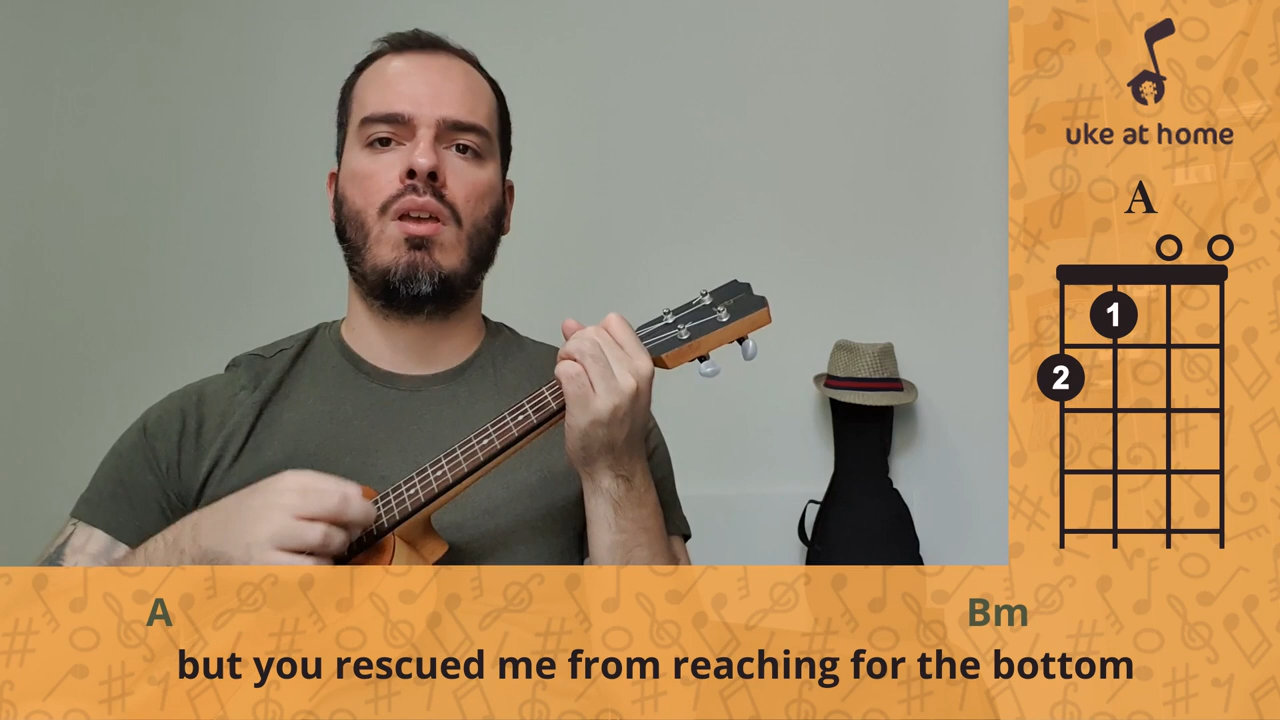 uke at home
A
1
2
A Bm
but you rescued me from reaching for the bottom